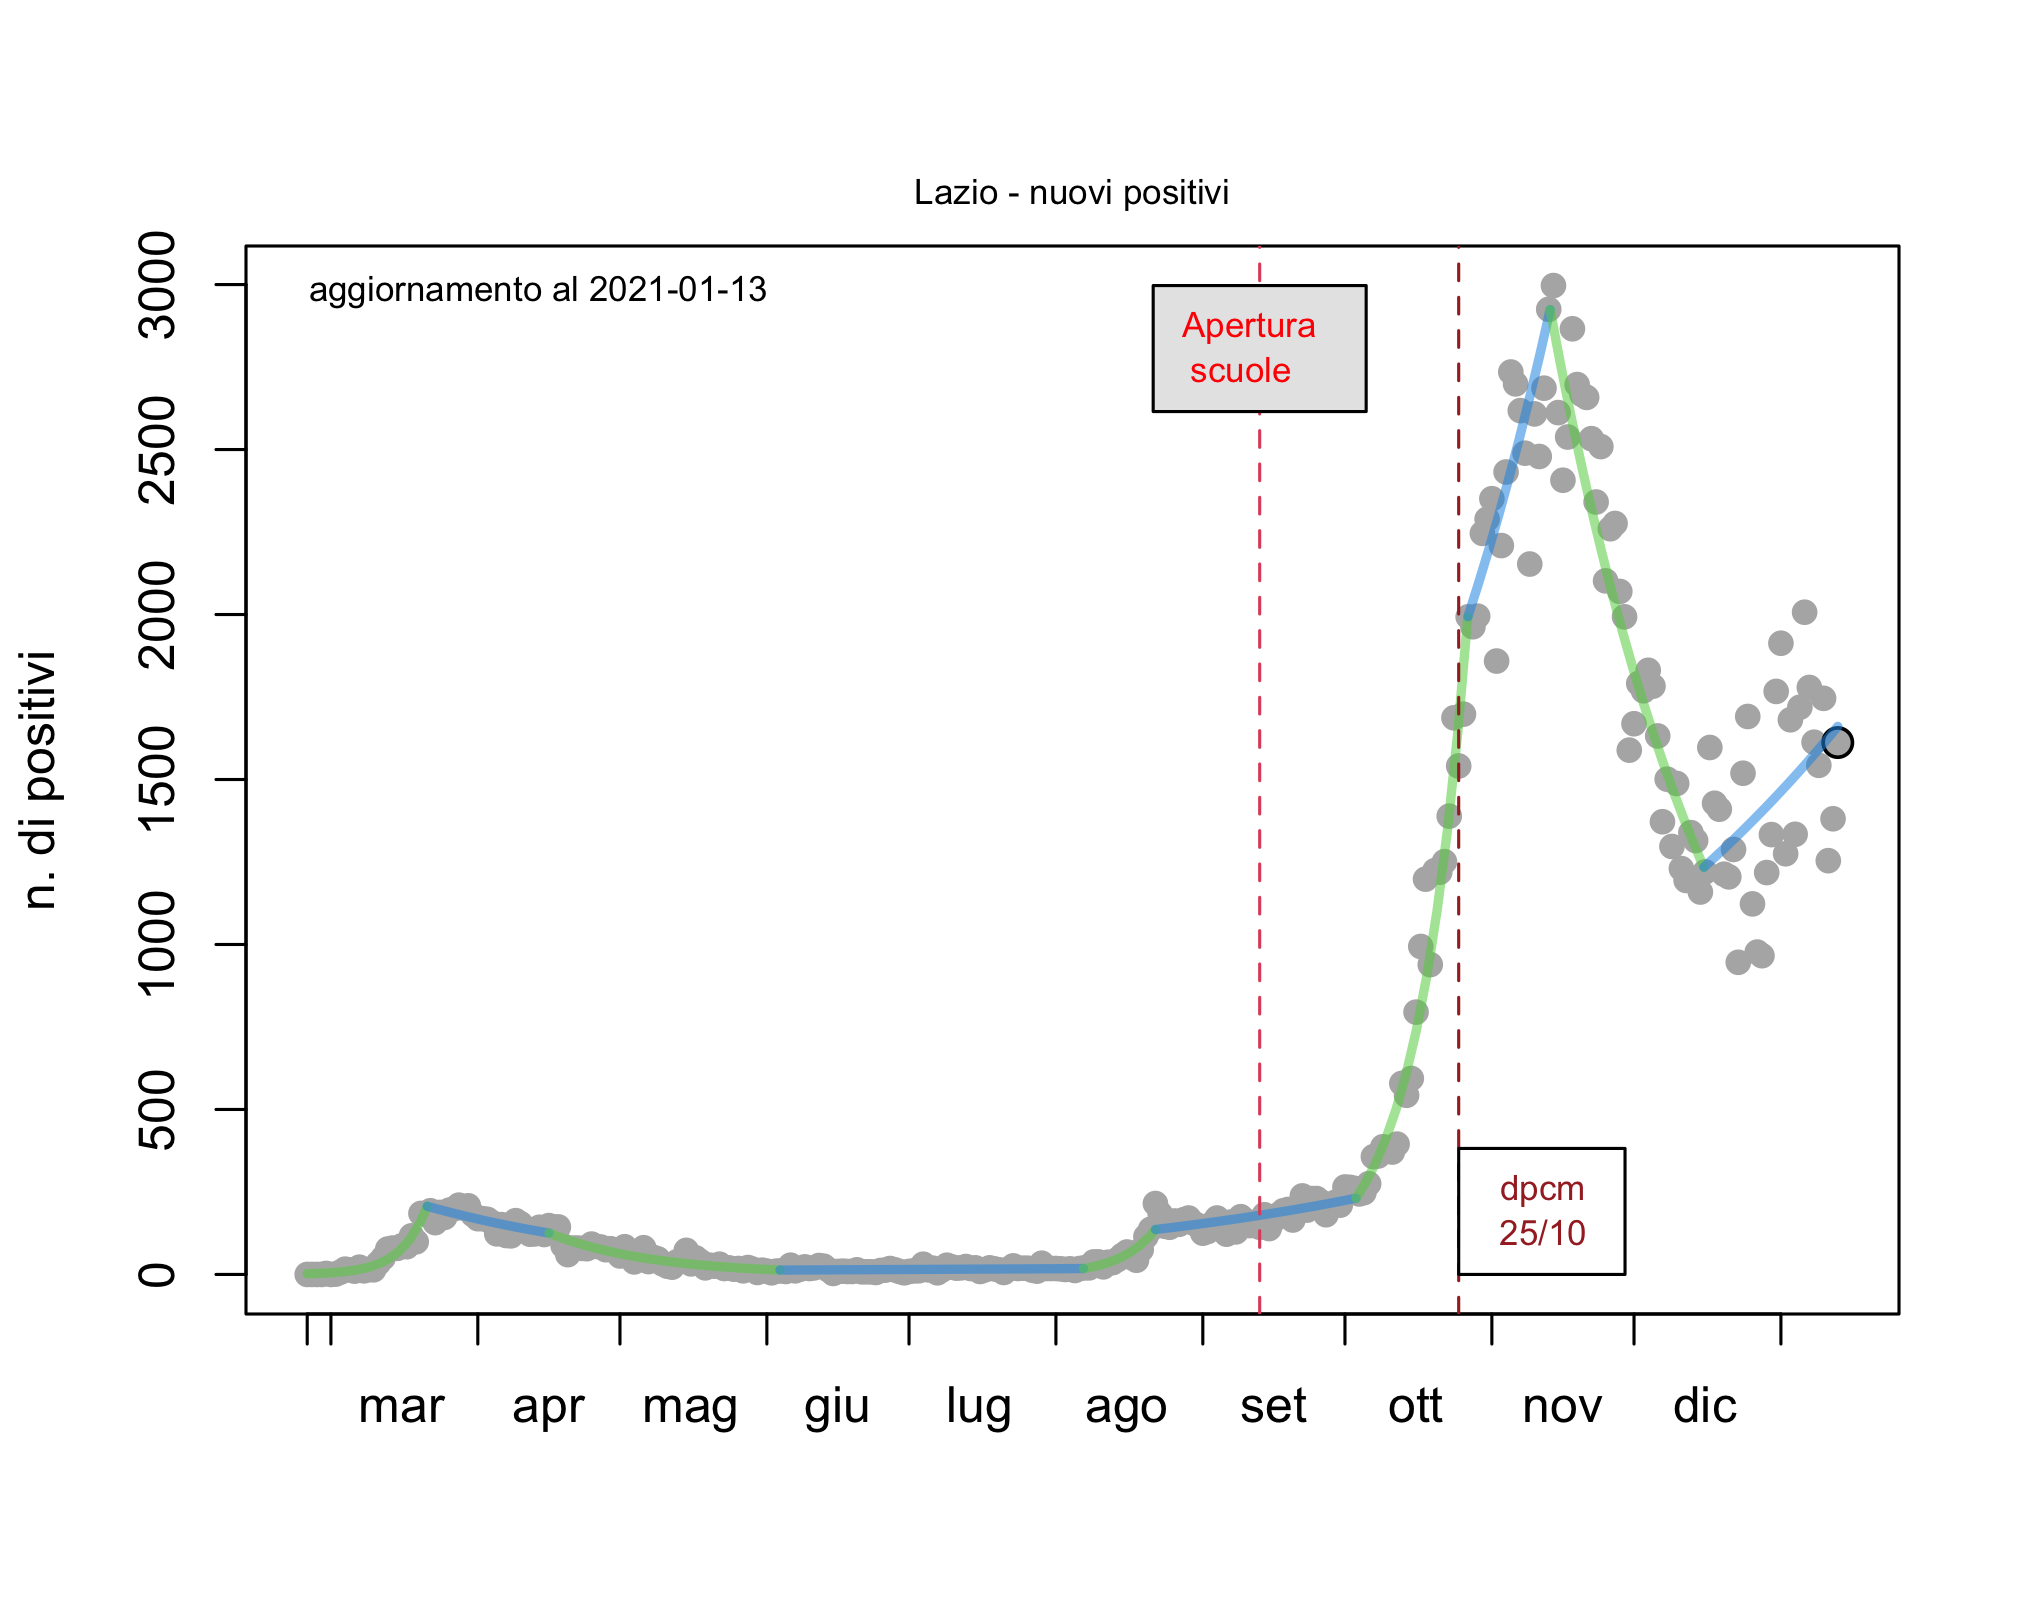 Lazio - nuovi positivi
aggiornamento al 2021-01-13
Apertura
scuole
dpcm
25/10
n. di positivi
3000
2500
2000
1500
1000
500
0
mar apr mag giu lug ago set ott nov dic